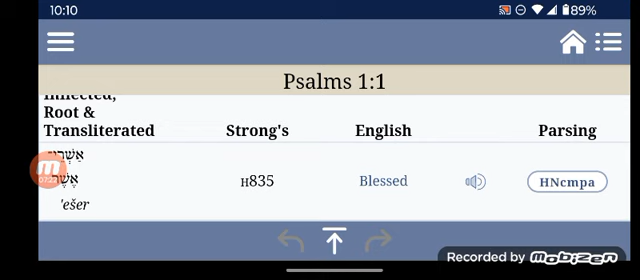 10:10
89%
Psalms 1:1
Inflected,
Root &
Transliterated Strong's English Parsing
אַשְׁרֵי־
אֶשֶׁר H835 Blessed HNcmpa
'ešer
Recorded by MOBIZEN